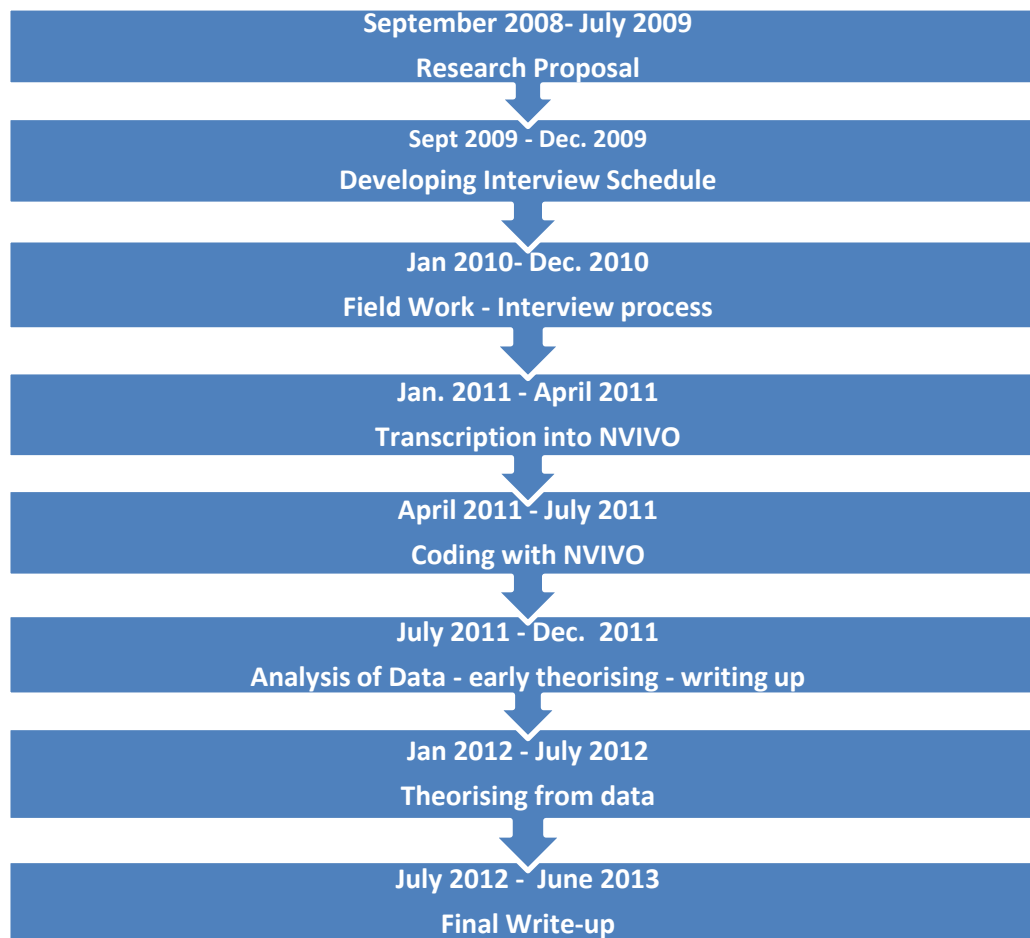 September 2008- July 2009
Research Proposal
Sept 2009 - Dec. 2009
Developing Interview Schedule
Jan 2010- Dec. 2010
Field Work - Interview process
Jan. 2011 - April 2011
Transcription into NVIVO
April 2011 - July 2011
Coding with NVIVO
July 2011 - Dec.  2011
Analysis of Data - early theorising - writing up
Jan 2012 - July 2012
Theorising from data
July 2012 -  June 2013
Final Write-up